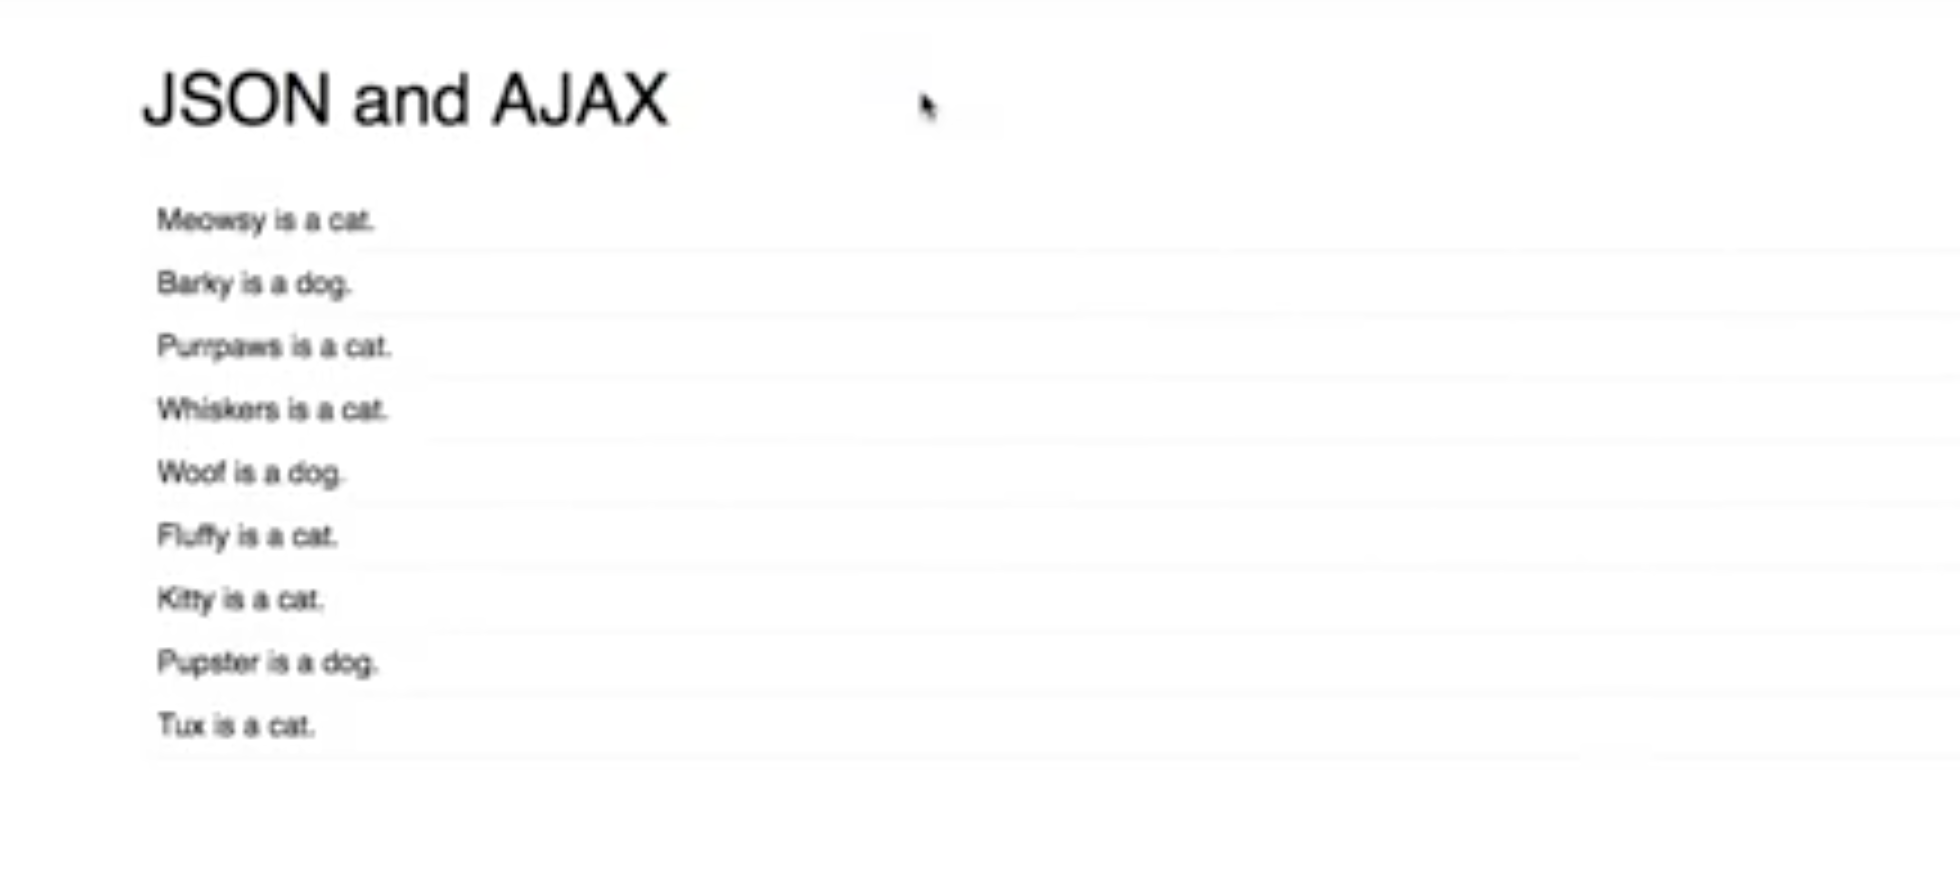 JSON and AJAX
Meowsy is a cat.
Barky is a dog.
Purrpaws is a cat.
Whiskers is a cat.
Woof is a dog.
Fluffy is a cat.
Kitty is a cat.
Pupster is a dog.
Tux is a cat.